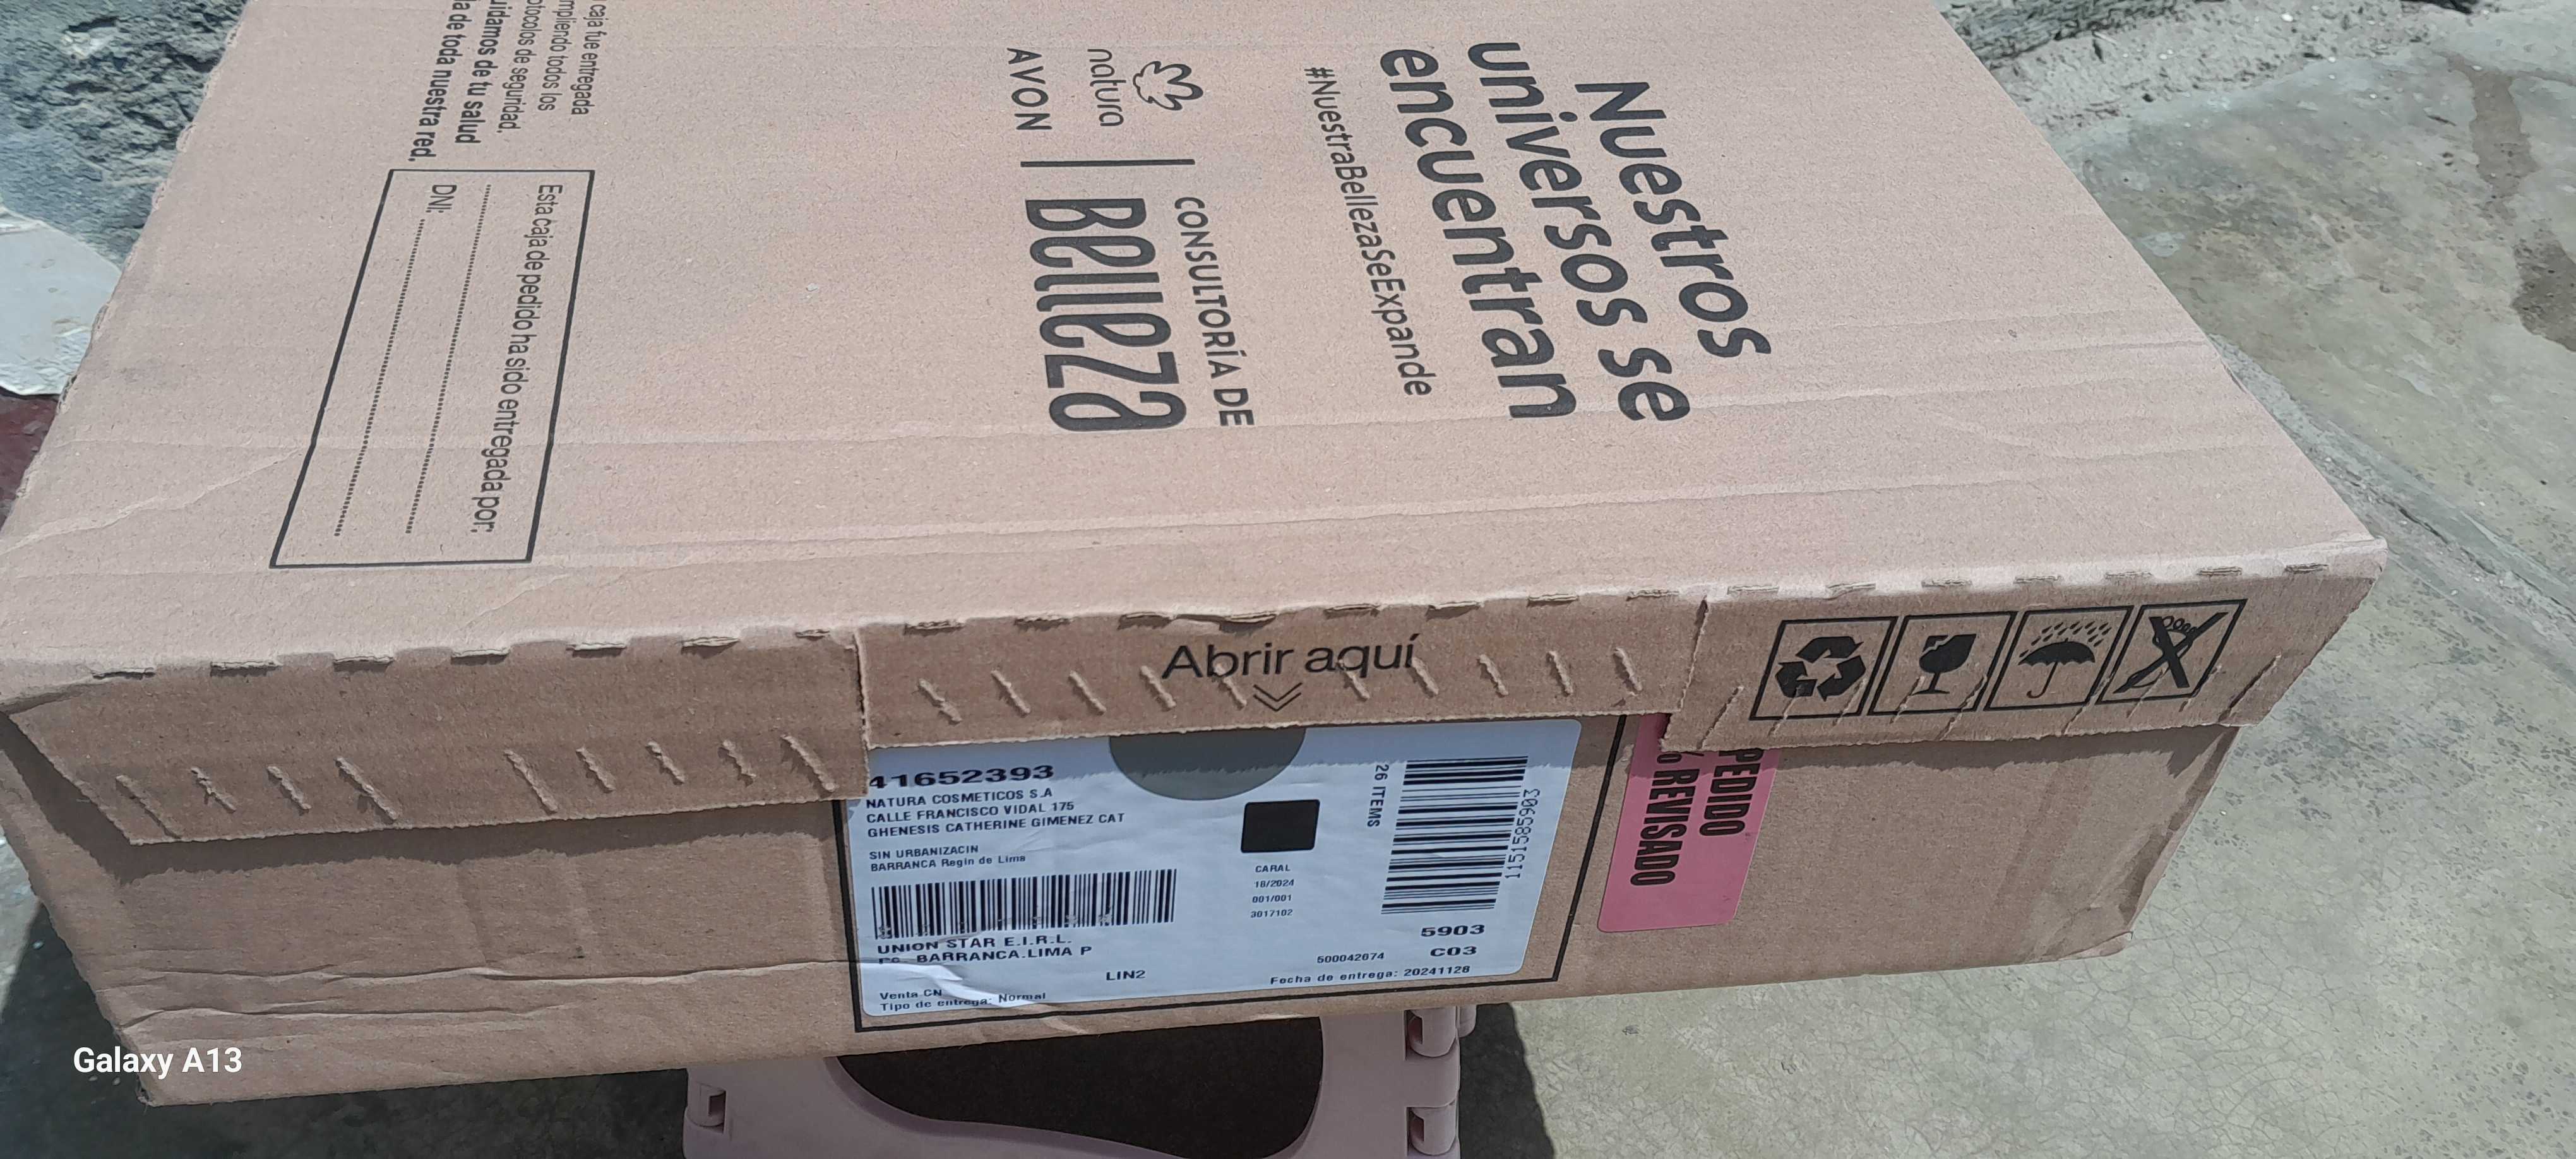 Nuestros
universos se
encuentran
#NuestraBellezaSeExpande
natura
AVON
CONSULTORÍA DE
Belleza
caja fue entregada
mpliendo todos los
otocolos de seguridad,
uidamos de tu salud
a de toda nuestra red.
Esta caja de pedido ha sido entregada por:
DNI:
Abrir aquí
41652393
NATURA COSMETICOS S.A
CALLE FRANCISCO VIDAL 175
GHENESIS CATHERINE GIMENEZ CAT
SIN URBANIZACIN
BARRANCA Regin de Lima
UNION STAR E.I.R.L.
BARRANCA.LIMA P
LIN2
Venta CN
Tipo de entrega: Normal
CARAL
18/2024
001/001
3017102
26 ITEMS
1151585903
5903
C03
500042674
Fecha de entrega: 20241128
PEDIDO
% REVISADO
Galaxy A13